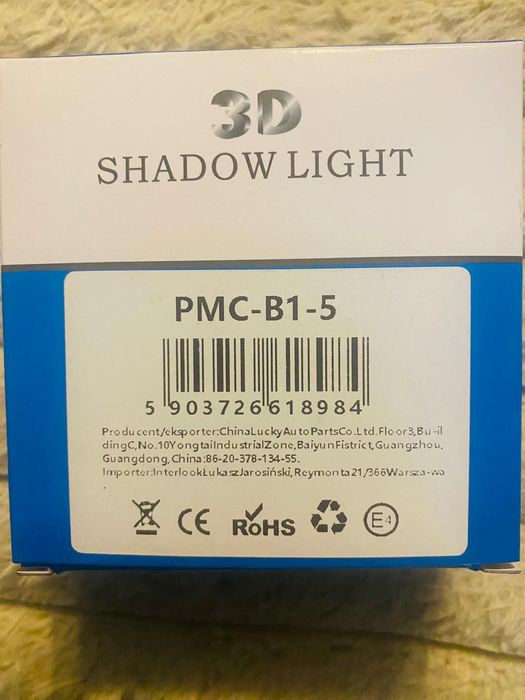 3D
SHADOW LIGHT
PMC-B1-5
5 903726 618984
Producent/eksporter:ChinaLuckyAutoPartsCo.Ltd.Floor3,Bu-il
dingC,No.10YongtaiIndustrialZone,BaiyunFistrict,Guangzhou,
Guangdong,China:86-20-378-134-55.
Importer:InterlookŁukaszJarosiński,Reymonta21/366Warsza-wa
CE RoHS E4